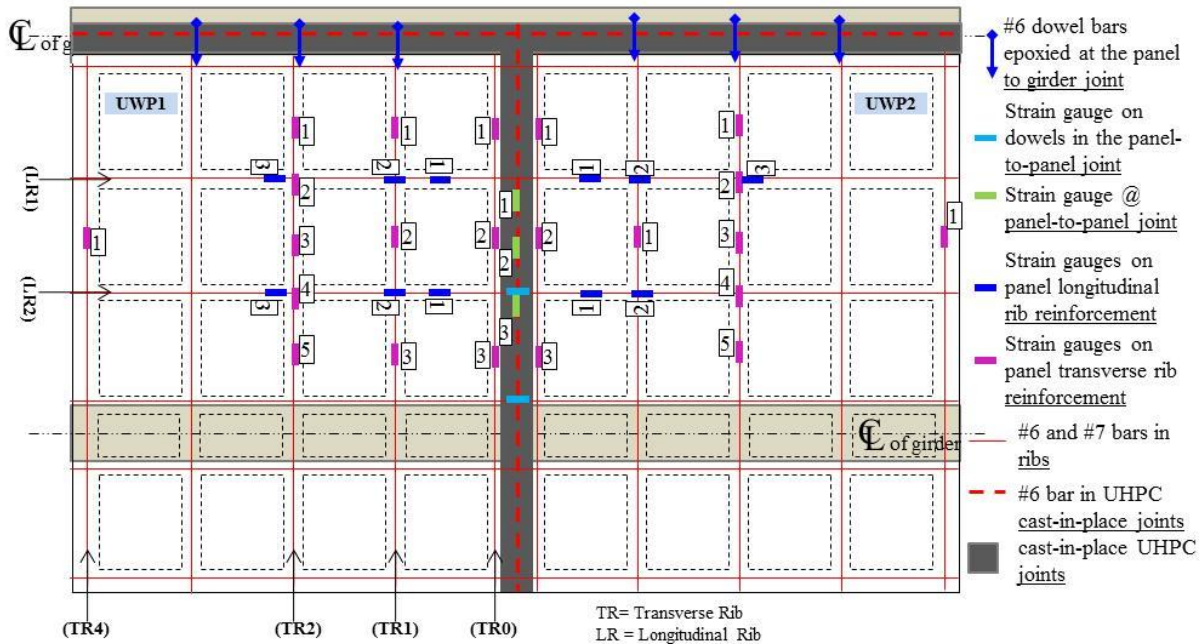 ℄ of gi
UWP1
UWP2
1
1
1
1
1
3
2
1
1
2
3
(LR1)
2
2
1
1
1
3
2
2
2
2
1
3
(LR2)
4
4
3
2
1
1
2
3
5
3
3
3
5
℄ of girder
(TR4)
(TR2)
(TR1)
(TR0)
TR= Transverse Rib
LR = Longitudinal Rib
#6 dowel bars
epoxied at the panel
to girder joint
Strain gauge on
dowels in the panel-
to-panel joint
Strain gauge @
panel-to-panel joint
Strain gauges on
panel longitudinal
rib reinforcement
Strain gauges on
panel transverse rib
reinforcement
#6 and #7 bars in
ribs
#6 bar in UHPC
cast-in-place joints
cast-in-place UHPC
joints